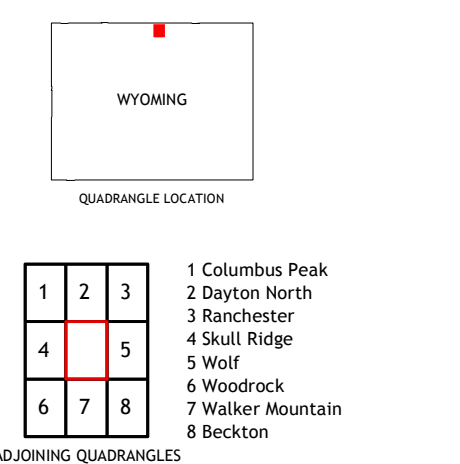 WYOMING
QUADRANGLE LOCATION
1 2 3
4 5
6 7 8
1 Columbus Peak
2 Dayton North
3 Ranchester
4 Skull Ridge
5 Wolf
6 Woodrock
7 Walker Mountain
8 Beckton
ADJOINING QUADRANGLES